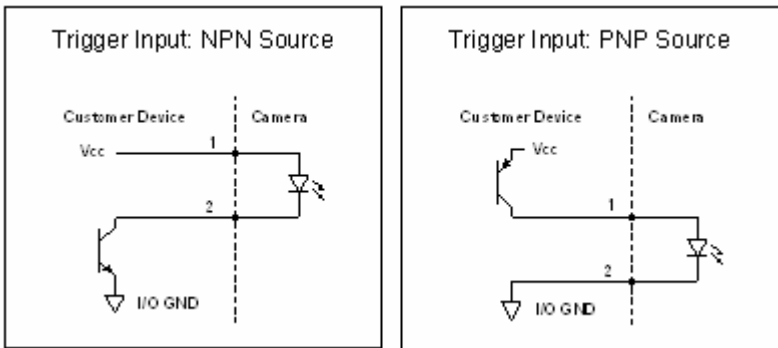 Trigger Input: NPN Source
Customer Device
Camera
Vcc
1
2
I/O GND
Trigger Input: PNP Source
Customer Device
Camera
Vcc
1
2
I/O GND